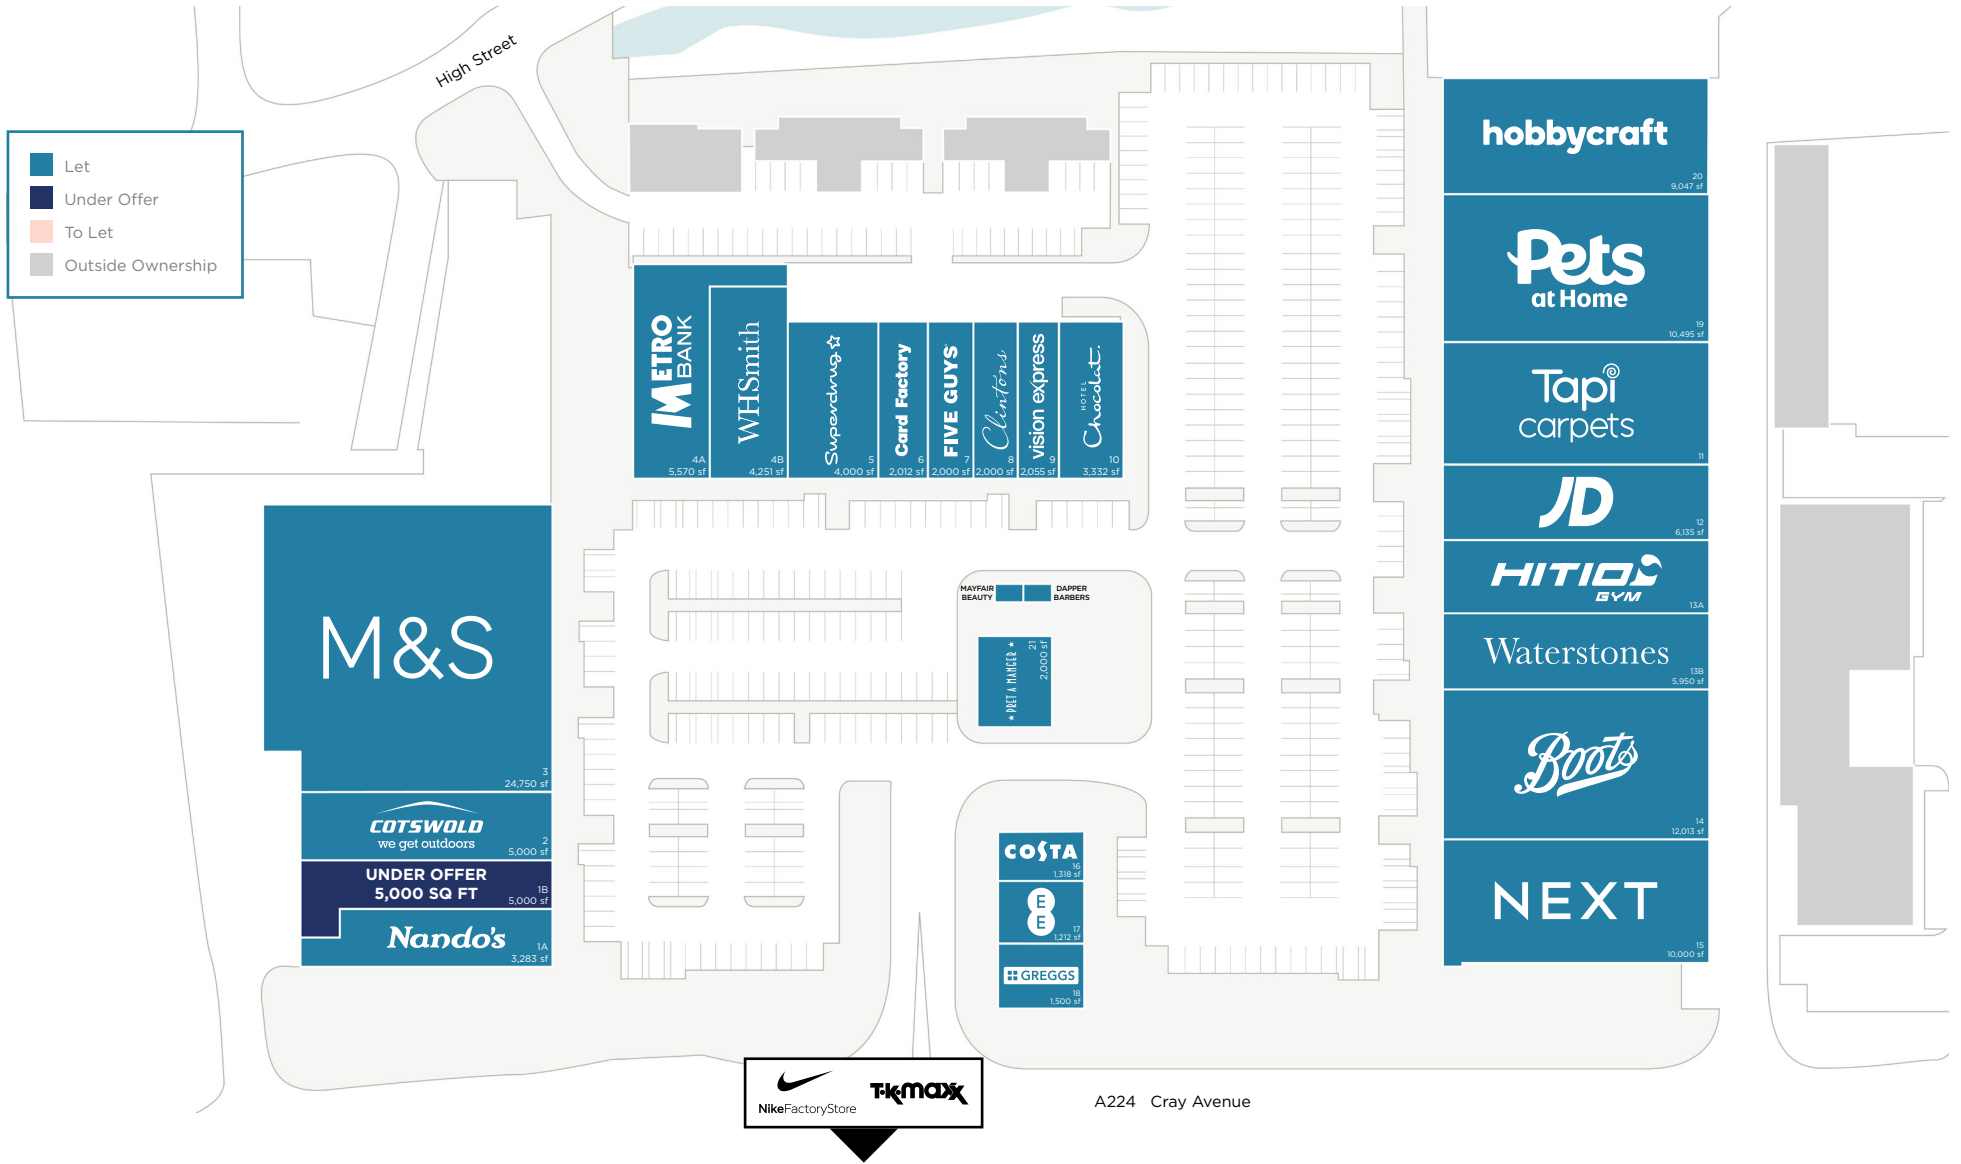 High Street
Let
Under Offer
To Let
Outside Ownership
hobbycraft
20
9,047 sf
Pets
at Home
19
10,495 sf
Tapi
carpets
11
JD
12
6,135 sf
HITIO
GYM
13A
Waterstones
13B
5,950 sf
Boots
14
12,013 sf
NEXT
15
10,000 sf
METRO
BANK
4A
5,570 sf
WHSmith
4B
4,251 sf
Superdrug
5
4,000 sf
Card Factory
6
2,012 sf
FIVE GUYS
7
2,000 sf
Clintons
8
2,000 sf
vision express
9
2,055 sf
HOTEL
Chocolat.
10
3,332 sf
MAYFAIR
BEAUTY
DAPPER
BARBERS
★ PRET A MANGER ★
21
2,000 sf
M&S
3
24,750 sf
COTSWOLD
we get outdoors
2
5,000 sf
UNDER OFFER
5,000 SQ FT
1B
5,000 sf
Nando's
1A
3,283 sf
COSTA
16
1,318 sf
EE
17
1,212 sf
GREGGS
18
1,500 sf
NikeFactoryStore
T·K·maxx
A224 Cray Avenue